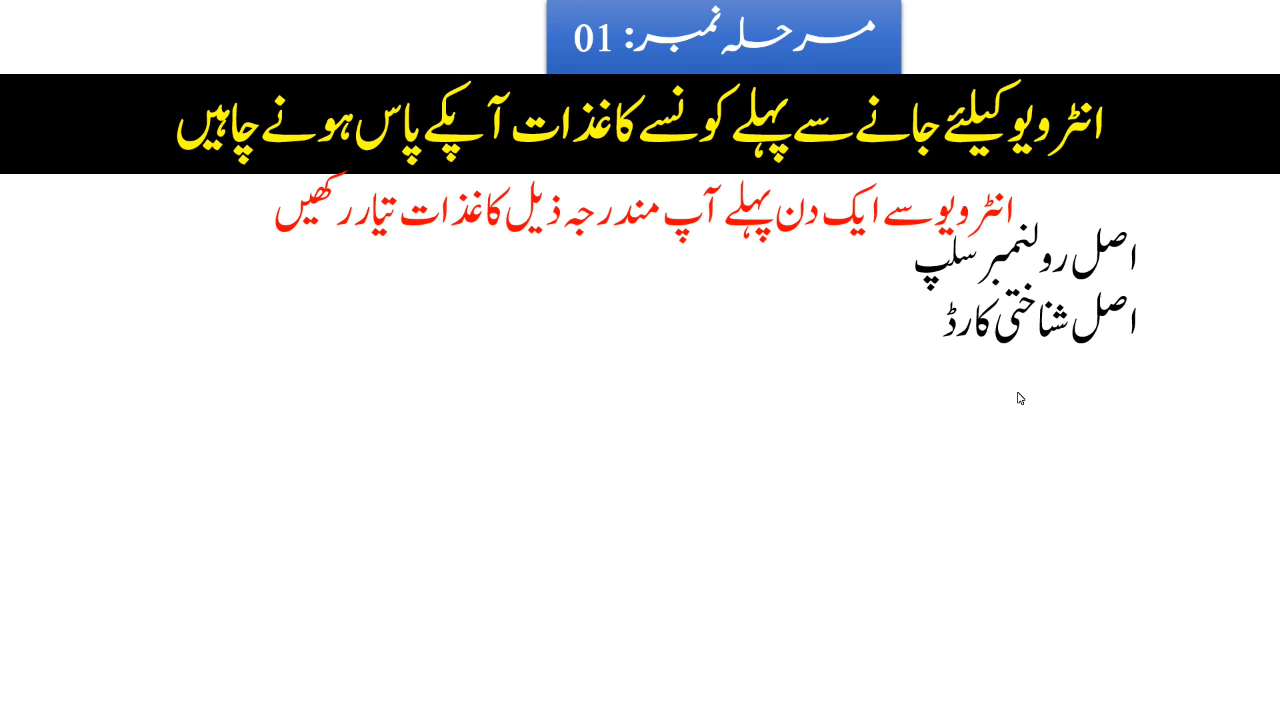 مرحلہ نمبر: 01
انٹرویو کیلئے جانے سے پہلے کونسے کاغذات آپکے پاس ہونے چاہیں
انٹرویو سے ایک دن پہلے آپ مندرجہ ذیل کاغذات تیار رکھیں
اصل رولنمبر سلپ
اصل شناختی کارڈ